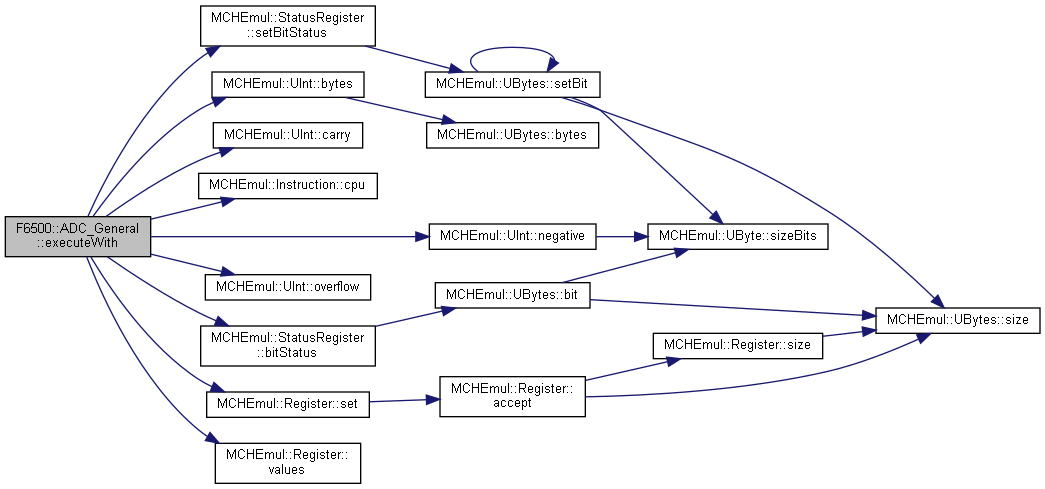 MCHEmul::StatusRegister
::setBitStatus
MCHEmul::UInt::bytes
MCHEmul::UBytes::setBit
MCHEmul::UInt::carry
MCHEmul::UBytes::bytes
MCHEmul::Instruction::cpu
F6500::ADC_General
::executeWith
MCHEmul::UInt::negative
MCHEmul::UByte::sizeBits
MCHEmul::UInt::overflow
MCHEmul::UBytes::bit
MCHEmul::UBytes::size
MCHEmul::StatusRegister
::bitStatus
MCHEmul::Register::size
MCHEmul::Register::set
MCHEmul::Register::
accept
MCHEmul::Register::
values